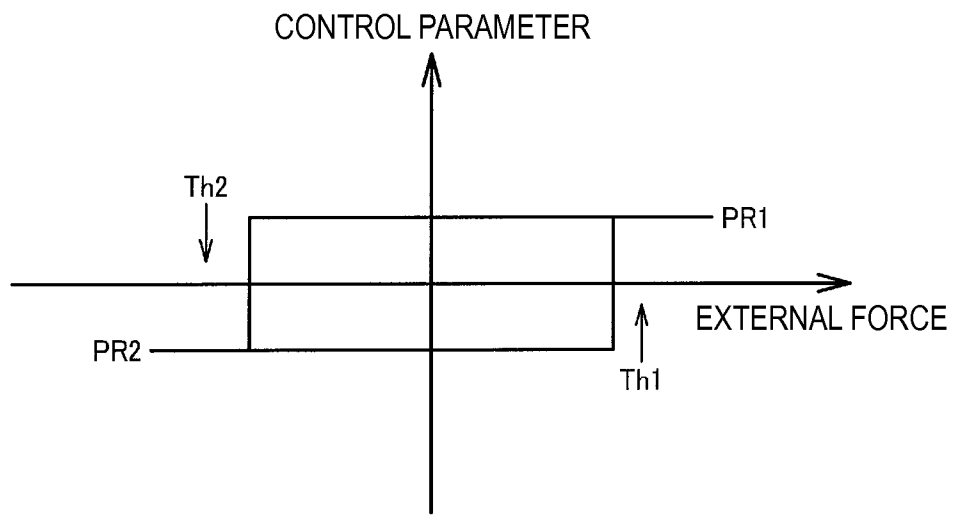 CONTROL PARAMETER
Th2
PR1
EXTERNAL FORCE
PR2
Th1